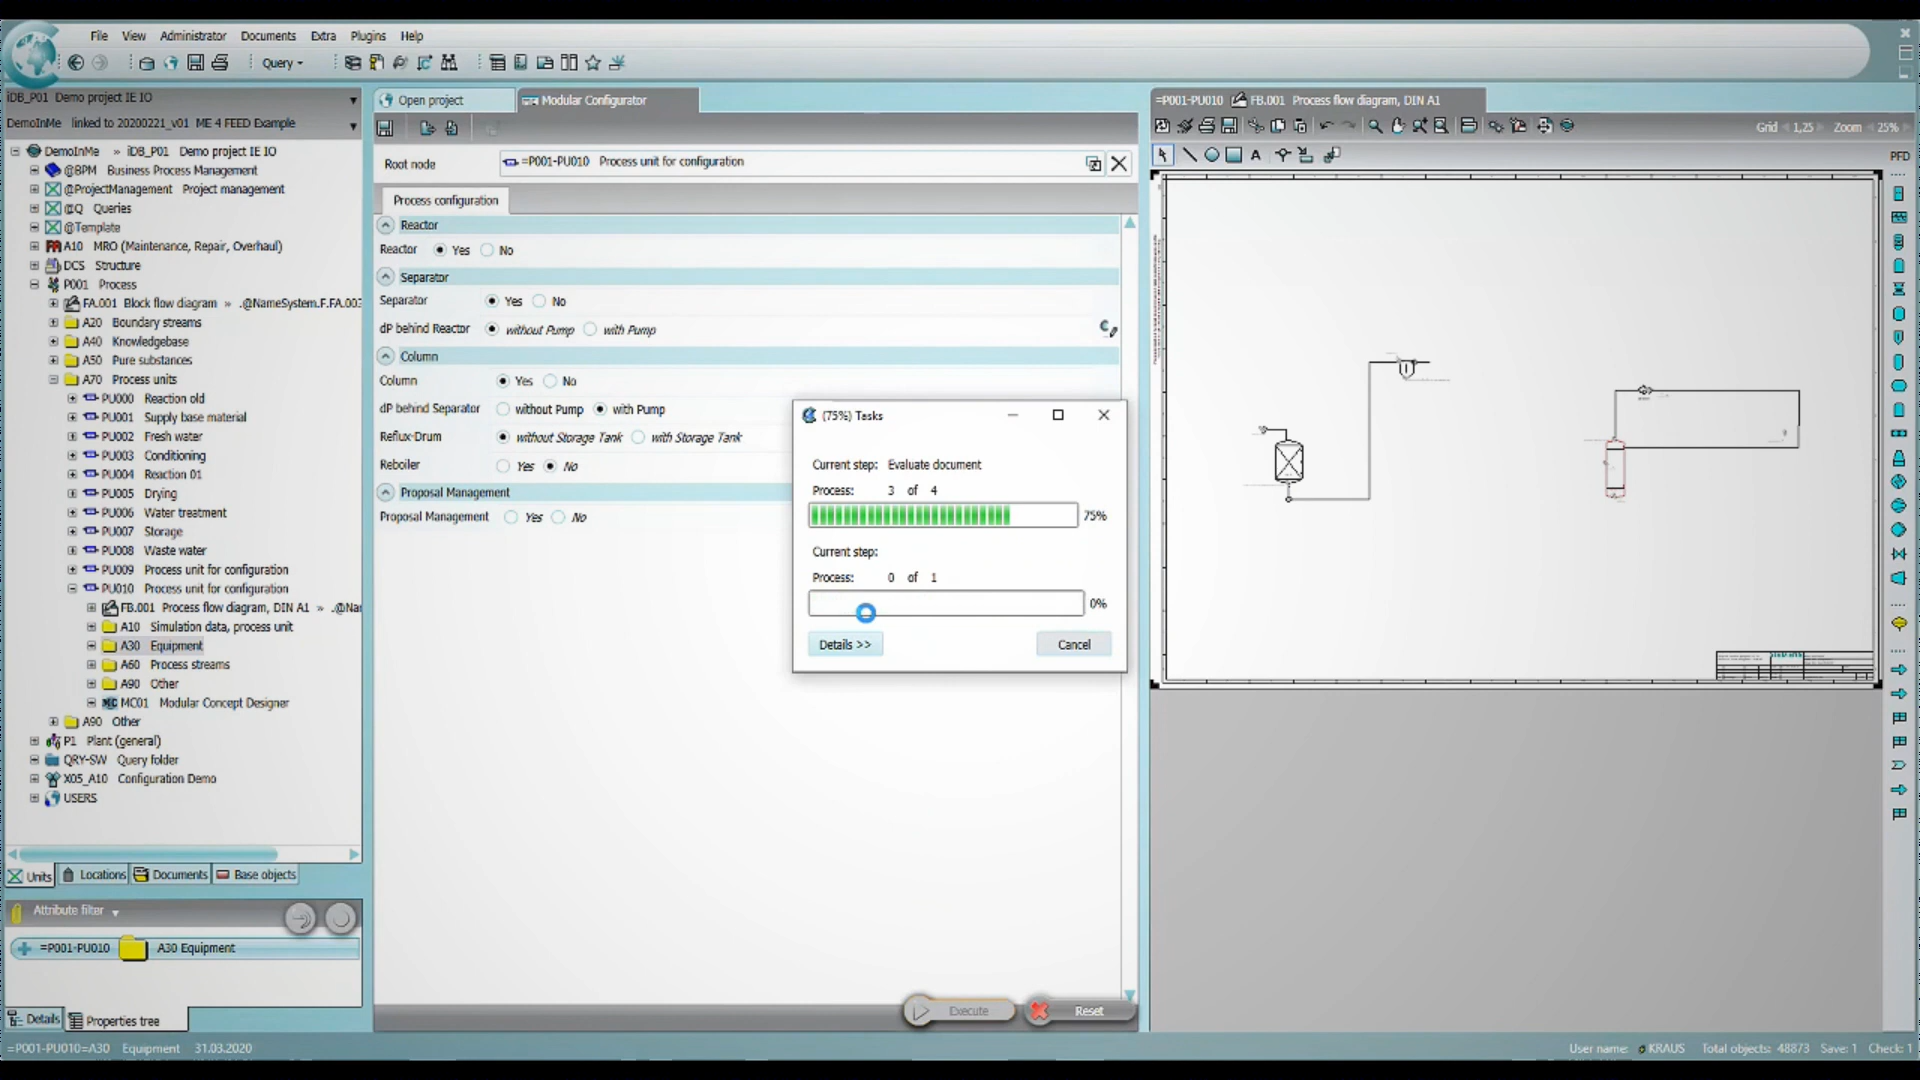 File View Administrator Documents Extra Plugins Help
Query
iDB_P01 Demo project IE IO
DemoInMe linked to 20200221_v01 ME 4 FEED Example
DemoInMe » iDB_P01 Demo project IE IO
@BPM Business Process Management
@ProjectManagement Project management
@Q Queries
@Template
A10 MRO (Maintenance, Repair, Overhaul)
DCS Structure
P001 Process
FA.001 Block flow diagram » .@NameSystem.F.FA.003
A20 Boundary streams
A40 Knowledgebase
A50 Pure substances
A70 Process units
PU000 Reaction old
PU001 Supply base material
PU002 Fresh water
PU003 Conditioning
PU004 Reaction 01
PU005 Drying
PU006 Water treatment
PU007 Storage
PU008 Waste water
PU009 Process unit for configuration
PU010 Process unit for configuration
FB.001 Process flow diagram, DIN A1 » .@Na
A10 Simulation data, process unit
A30 Equipment
A60 Process streams
A90 Other
MC01 Modular Concept Designer
A90 Other
P1 Plant (general)
QRY-SW Query folder
X05_A10 Configuration Demo
USERS
Units Locations Documents Base objects
Attribute filter
=P001-PU010 A30 Equipment
Details Properties tree
Open project Modular Configurator
Root node =P001-PU010 Process unit for configuration
Process configuration
Reactor
Reactor Yes No
Separator
Separator Yes No
dP behind Reactor without Pump with Pump
Column
Column Yes No
dP behind Separator without Pump with Pump
Reflux-Drum without Storage Tank with Storage Tank
Reboiler Yes No
Proposal Management
Proposal Management Yes No
Execute Reset
(75%) Tasks
Current step: Evaluate document
Process: 3 of 4
75%
Current step:
Process: 0 of 1
0%
Details >> Cancel
=P001-PU010 FB.001 Process flow diagram, DIN A1
Grid 1,25 Zoom 25%
A
PFD
=P001-PU010=A30 Equipment 31.03.2020
User name: KRAUS Total objects: 48873 Save: 1 Check: 1